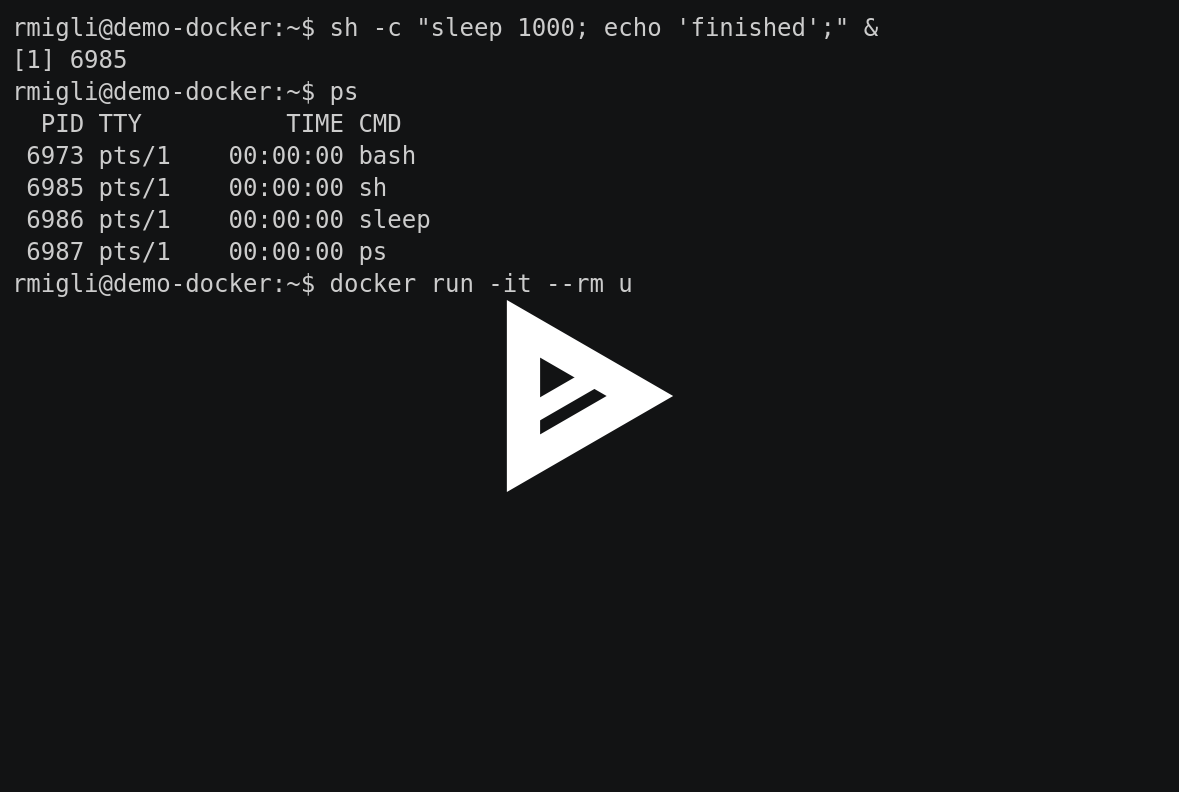 rmigli@demo-docker:~$ sh -c "sleep 1000; echo 'finished';" &
[1] 6985
rmigli@demo-docker:~$ ps
  PID TTY          TIME CMD
 6973 pts/1    00:00:00 bash
 6985 pts/1    00:00:00 sh
 6986 pts/1    00:00:00 sleep
 6987 pts/1    00:00:00 ps
rmigli@demo-docker:~$ docker run -it --rm u